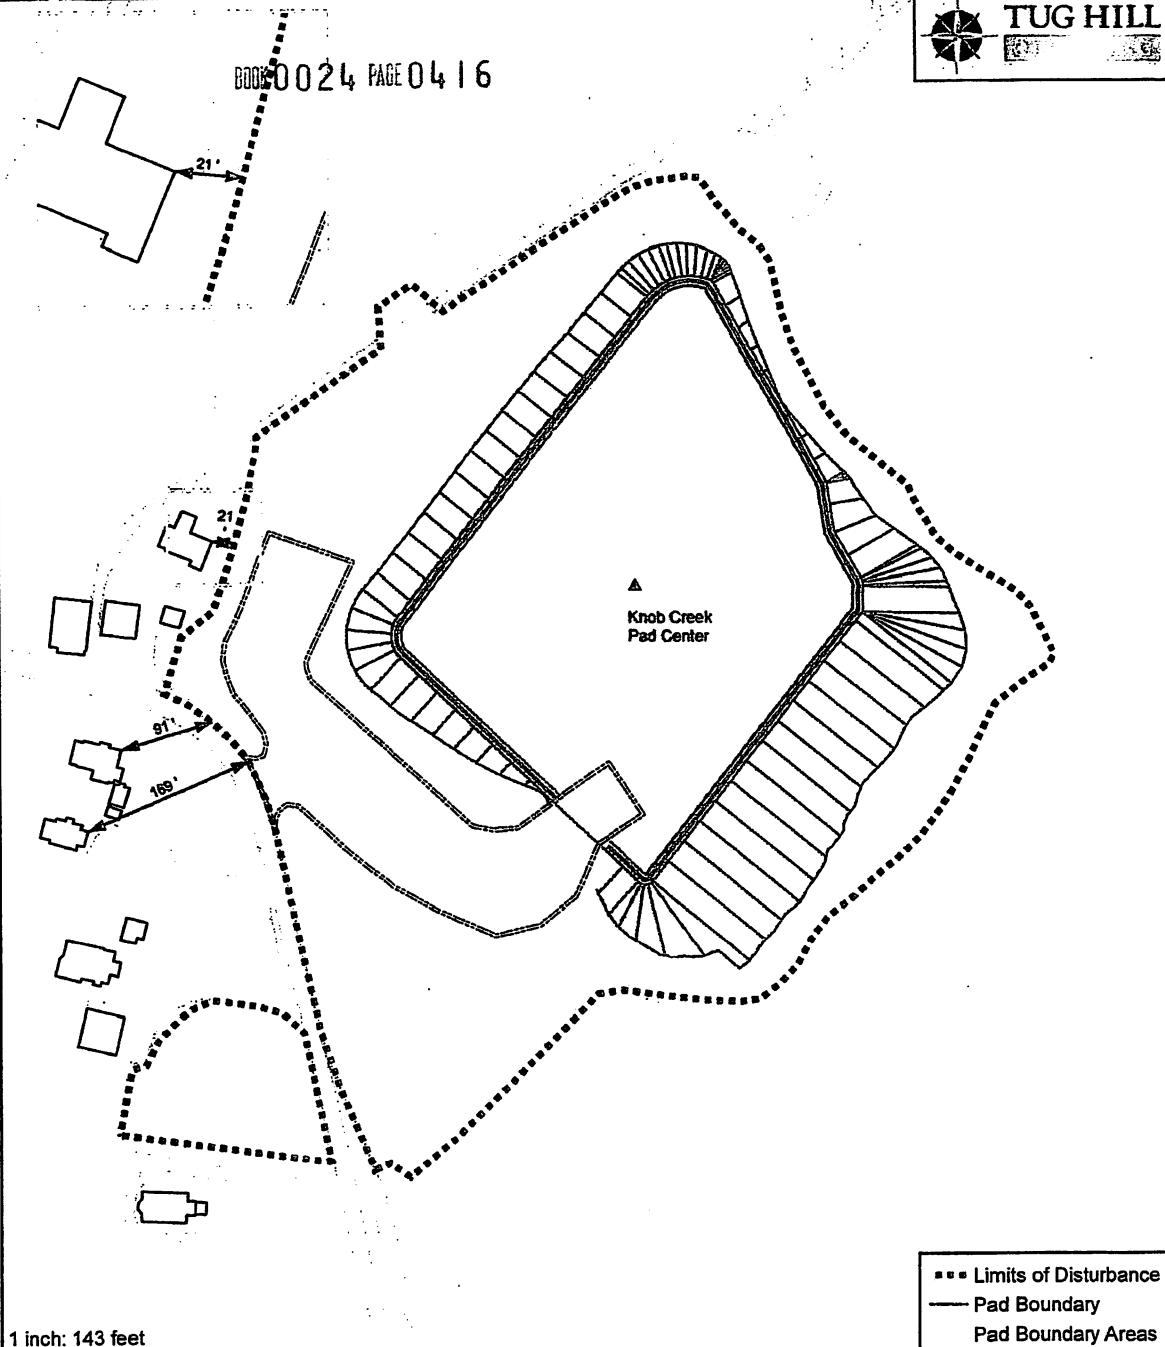 TUG HILL
BOOK 0024 PAGE 0416
21'
21
'
91'
169'
Knob Creek
Pad Center
Limits of Disturbance
Pad Boundary
Pad Boundary Areas
1 inch: 143 feet